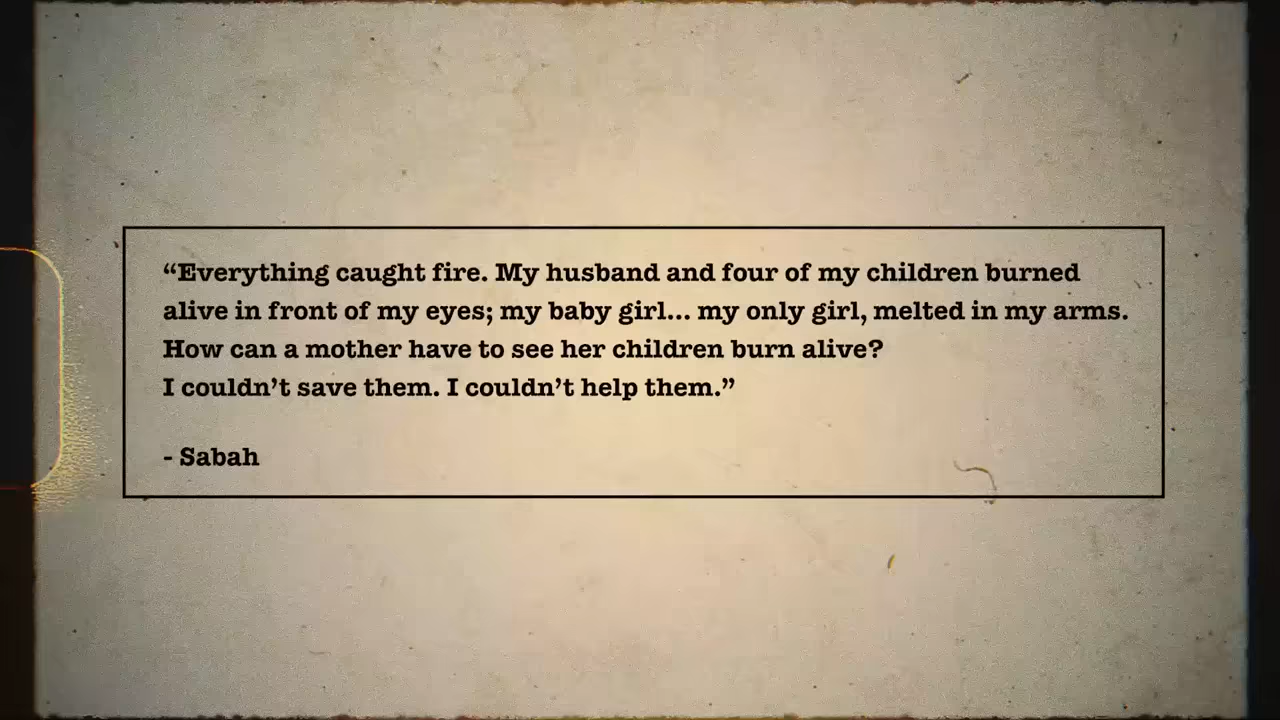 “Everything caught fire. My husband and four of my children burned
alive in front of my eyes; my baby girl... my only girl, melted in my arms.
How can a mother have to see her children burn alive?
I couldn’t save them. I couldn’t help them.”
- Sabah